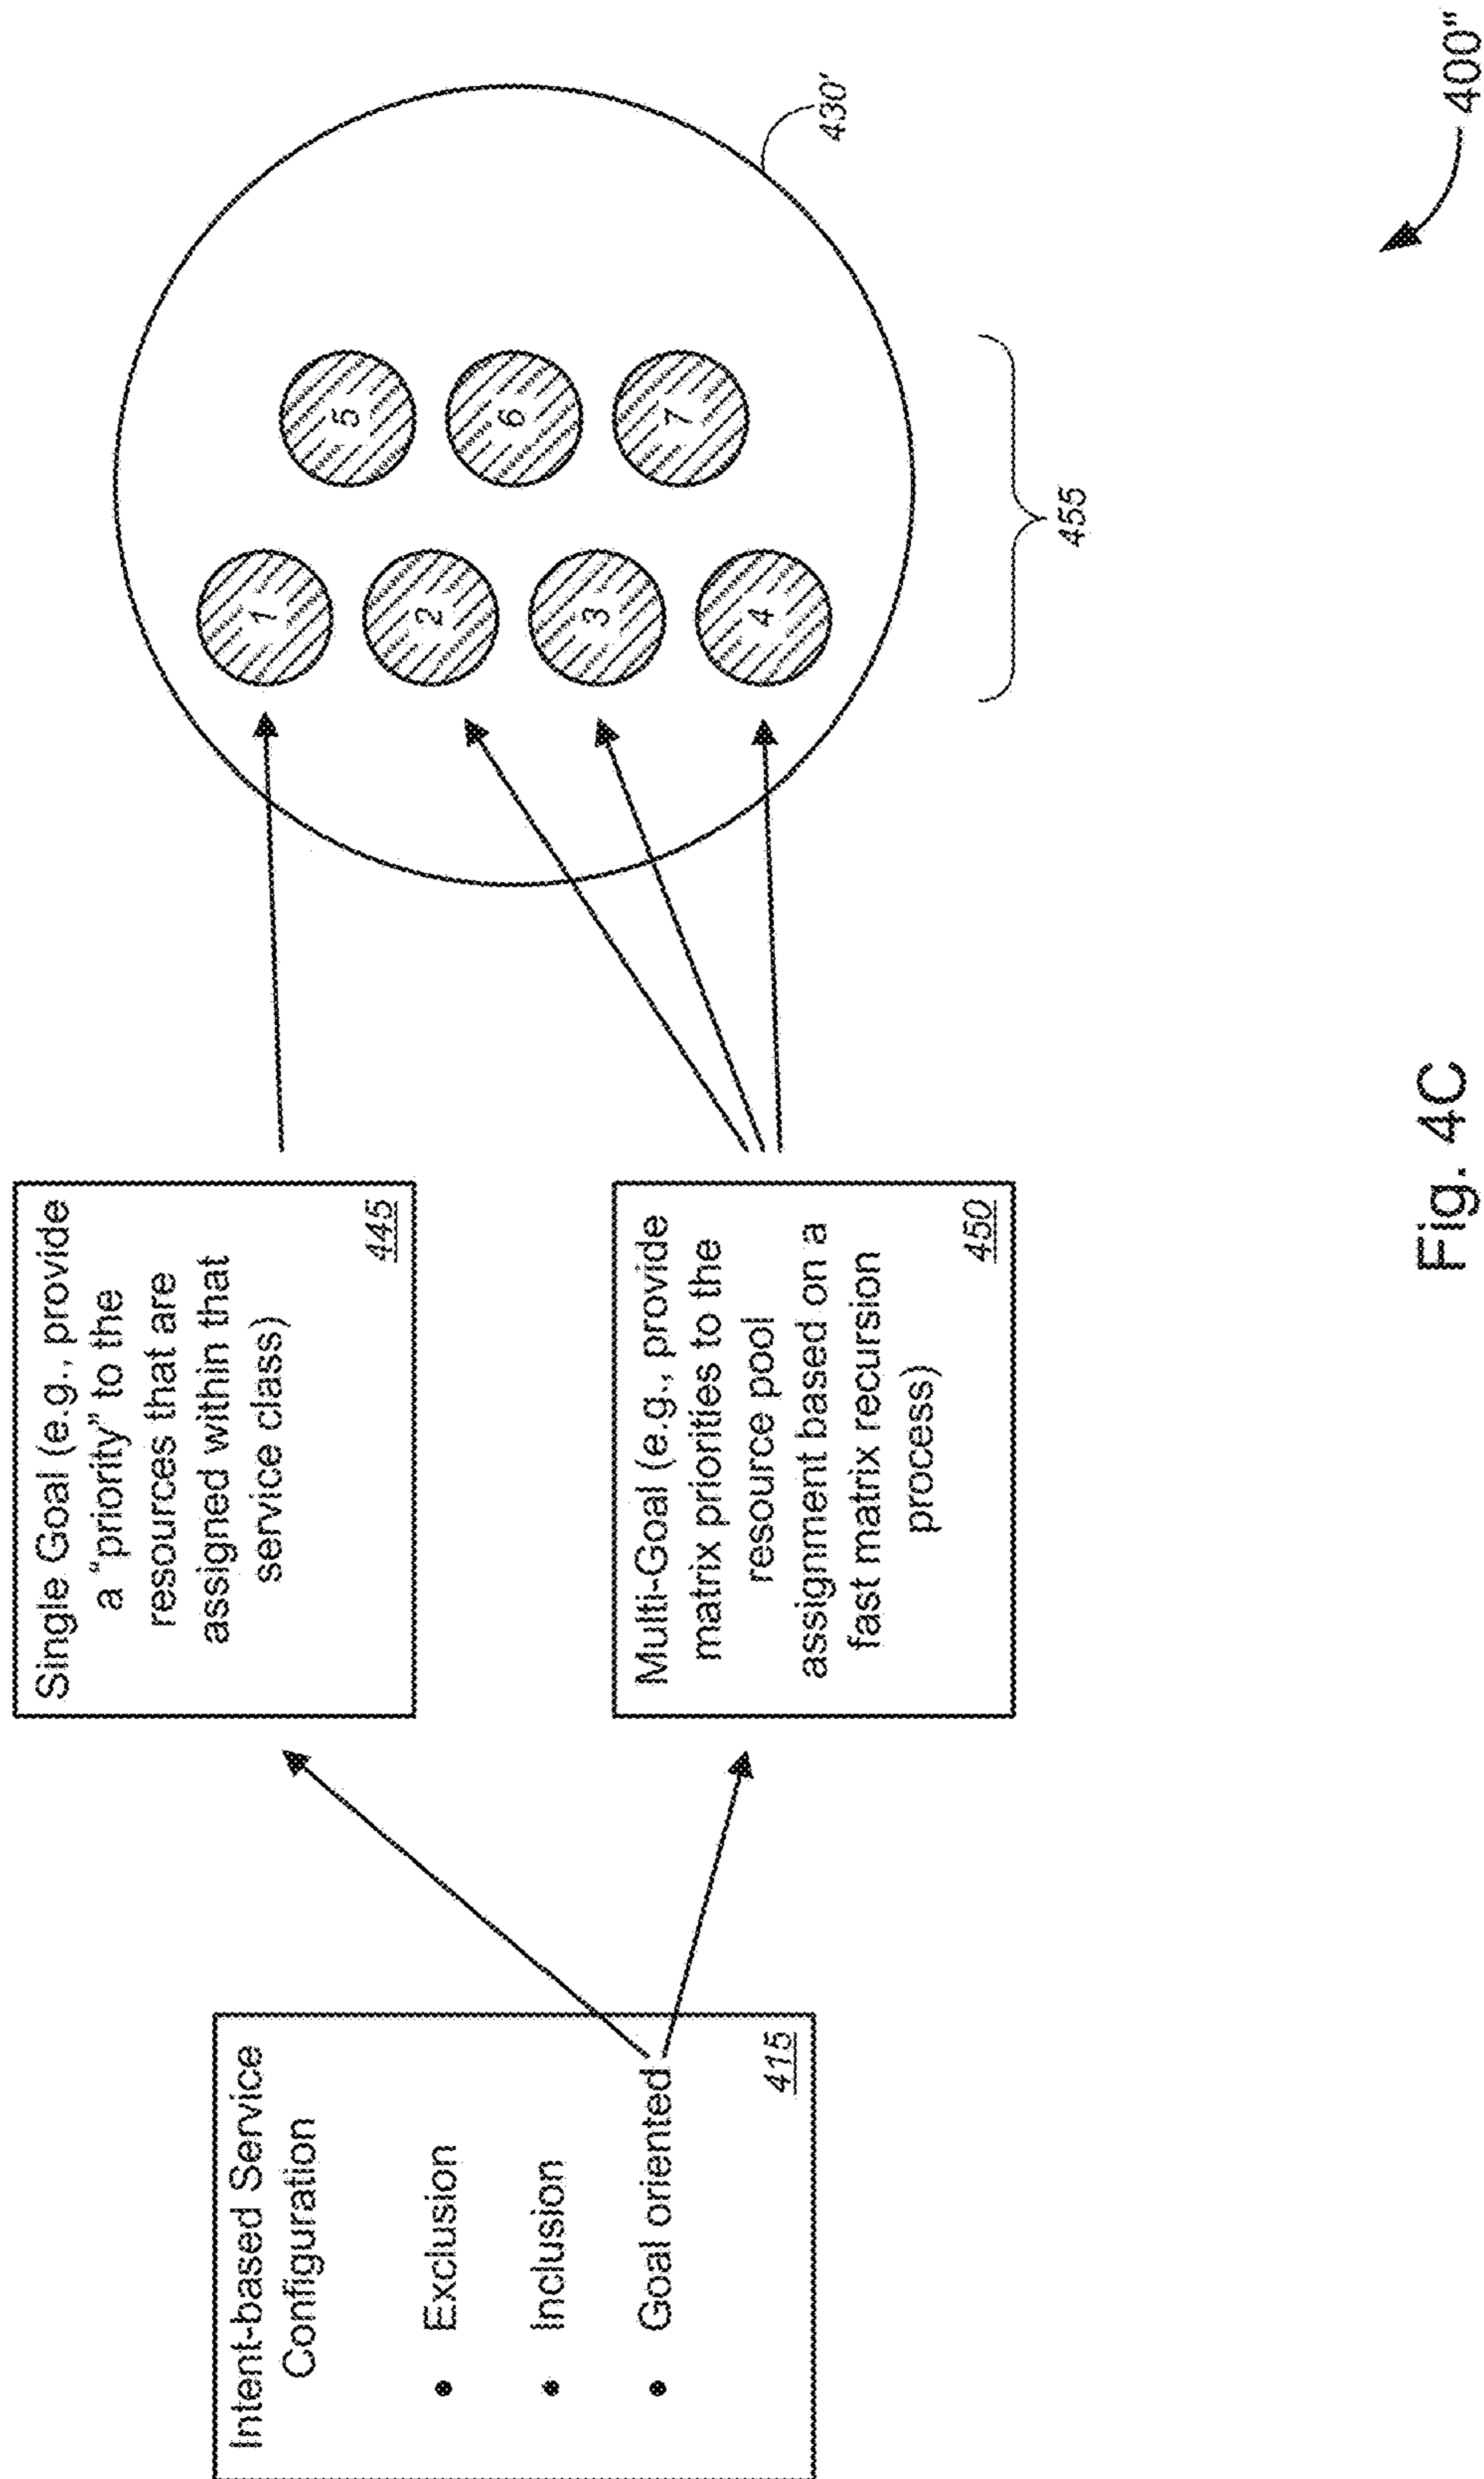 Intent-based Service
Configuration
• Exclusion
• Inclusion
• Goal oriented
415
Single Goal (e.g., provide
a "priority" to the
resources that are
assigned within that
service class)
445
Multi-Goal (e.g., provide
matrix priorities to the
resource pool
assignment based on a
fast matrix recursion
process)
450
1
2
3
4
5
6
7
430'
455
400"
Fig. 4C